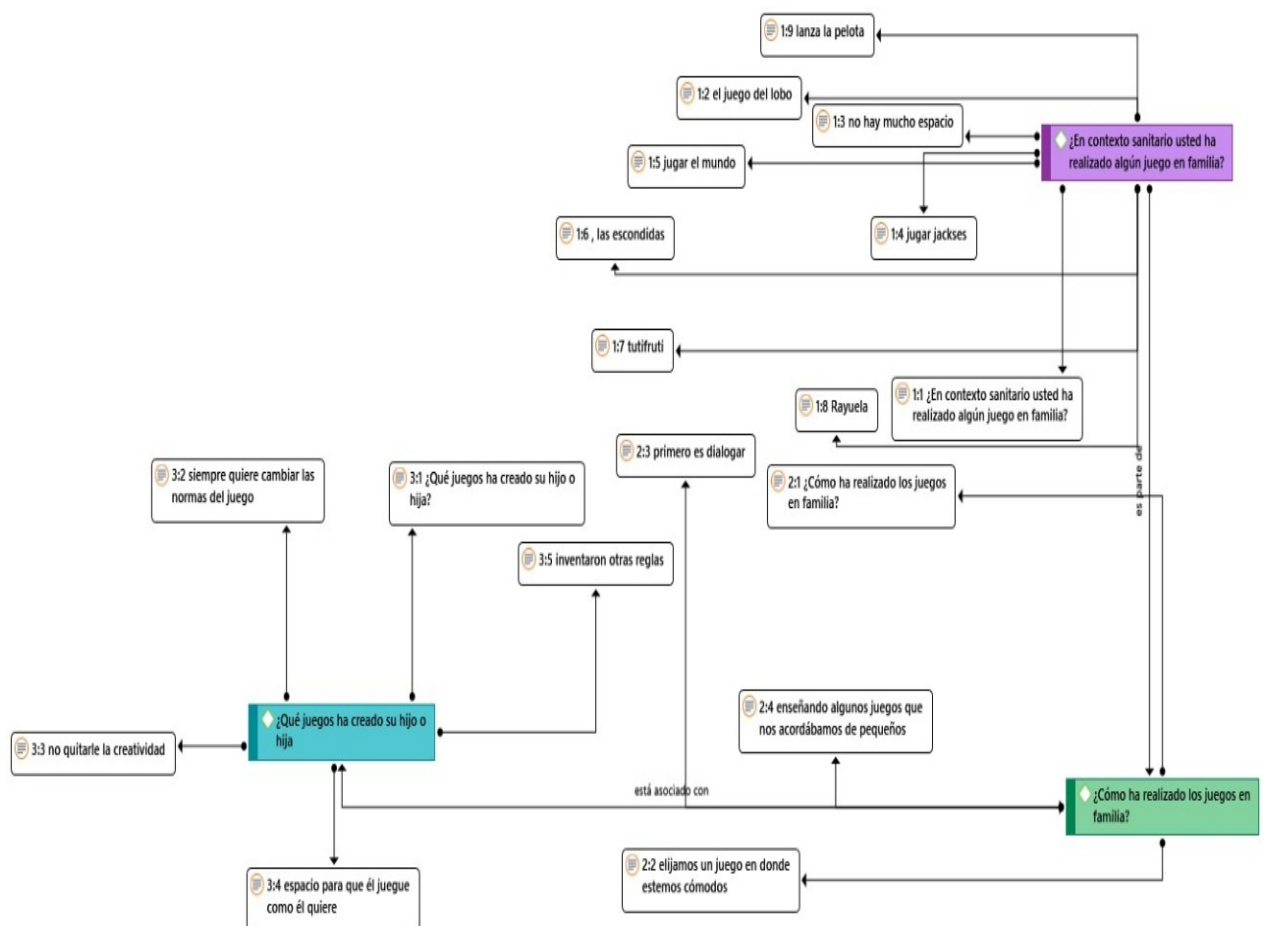 1:9 lanza la pelota
1:2 el juego del lobo
1:3 no hay mucho espacio
¿En contexto sanitario usted ha
realizado algún juego en familia?
1:5 jugar el mundo
1:6 , las escondidas
1:4 jugar jackses
1:7 tutifruti
1:1 ¿En contexto sanitario usted ha
realizado algún juego en familia?
1:8 Rayuela
2:3 primero es dialogar
es parte de
3:2 siempre quiere cambiar las
normas del juego
3:1 ¿Qué juegos ha creado su hijo o
hija?
2:1 ¿Cómo ha realizado los juegos
en familia?
3:5 inventaron otras reglas
2:4 enseñando algunos juegos que
nos acordábamos de pequeños
¿Qué juegos ha creado su hijo o
hija
3:3 no quitarle la creatividad
está asociado con
¿Cómo ha realizado los juegos en
familia?
2:2 elijamos un juego en donde
estemos cómodos
3:4 espacio para que él juegue
como él quiere